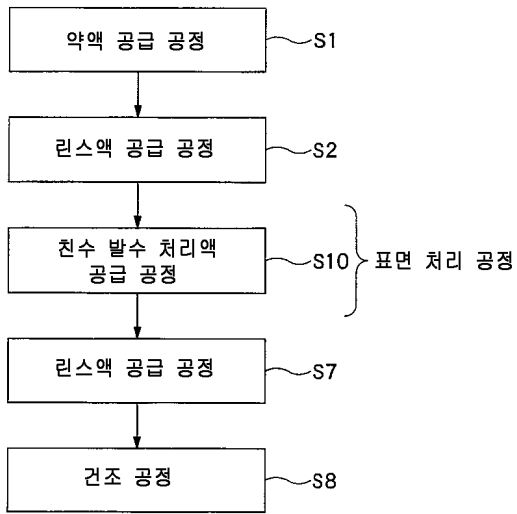 약액 공급 공정
S1
린스액 공급 공정
S2
친수 발수 처리액
공급 공정
S10
표면 처리 공정
린스액 공급 공정
S7
건조 공정
S8